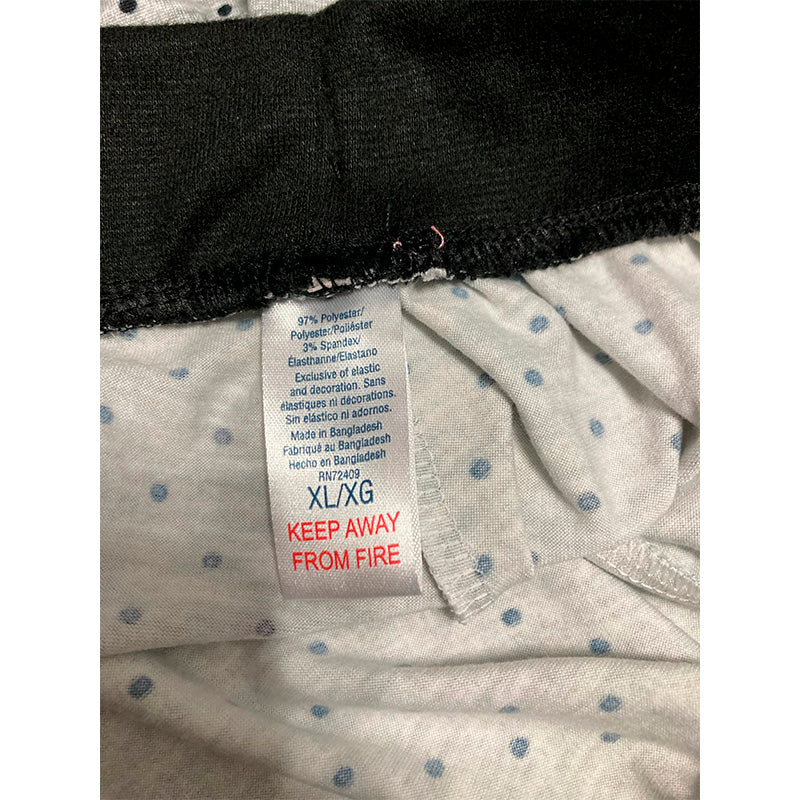 97% Polyester/
Polyester/Poliéster
3% Spandex/
Élasthanne/Elastano
Exclusive of elastic
and decoration. Sans
élastiques ni décorations.
Sin elástico ni adornos.
Made in Bangladesh
Fabriqué au Bangladesh
Hecho en Bangladesh
RN72409
XL/XG
KEEP AWAY
FROM FIRE